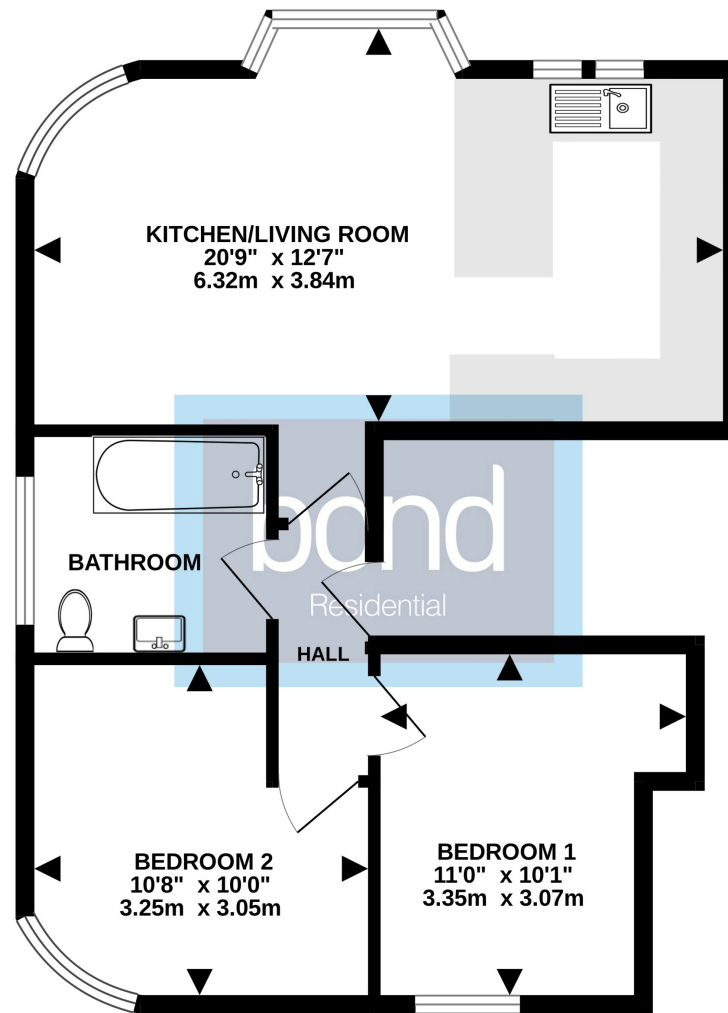 KITCHEN/LIVING ROOM
20'9" x 12'7"
6.32m x 3.84m
bond
Residential
BATHROOM
HALL
BEDROOM 2
10'8" x 10'0"
3.25m x 3.05m
BEDROOM 1
11'0" x 10'1"
3.35m x 3.07m